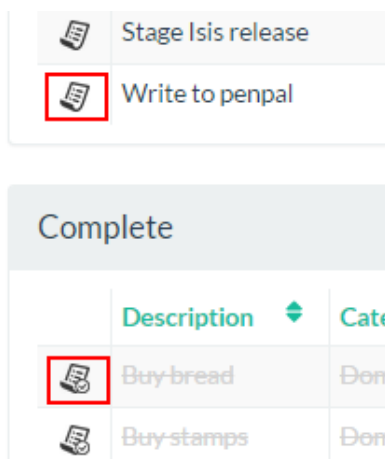 Stage Isis release
Write to penpal
Complete
Description
Buy bread
Buy stamps